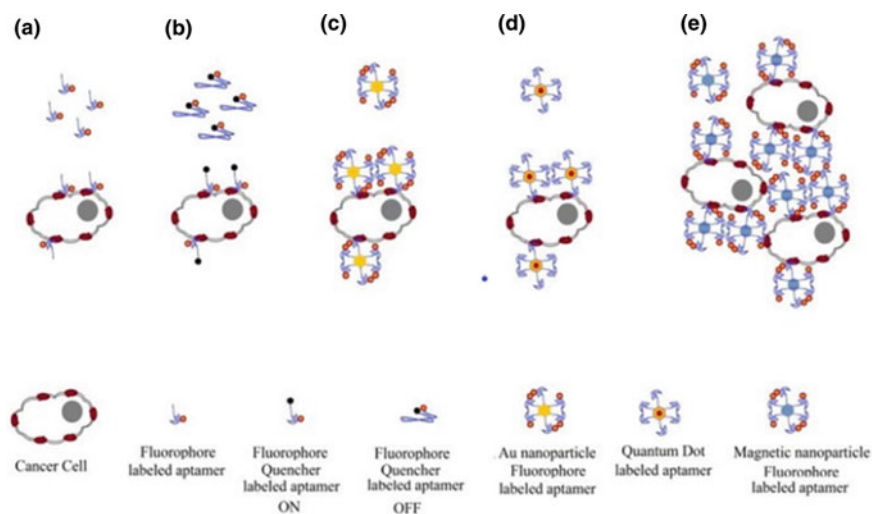 (a)
(b)
(c)
(d)
(e)
Cancer Cell
Fluorophore
labeled aptamer
Fluorophore
Quencher
labeled aptamer
ON
Fluorophore
Quencher
labeled aptamer
OFF
Au nanoparticle
Fluorophore
labeled aptamer
Quantum Dot
labeled aptamer
Magnetic nanoparticle
Fluorophore
labeled aptamer